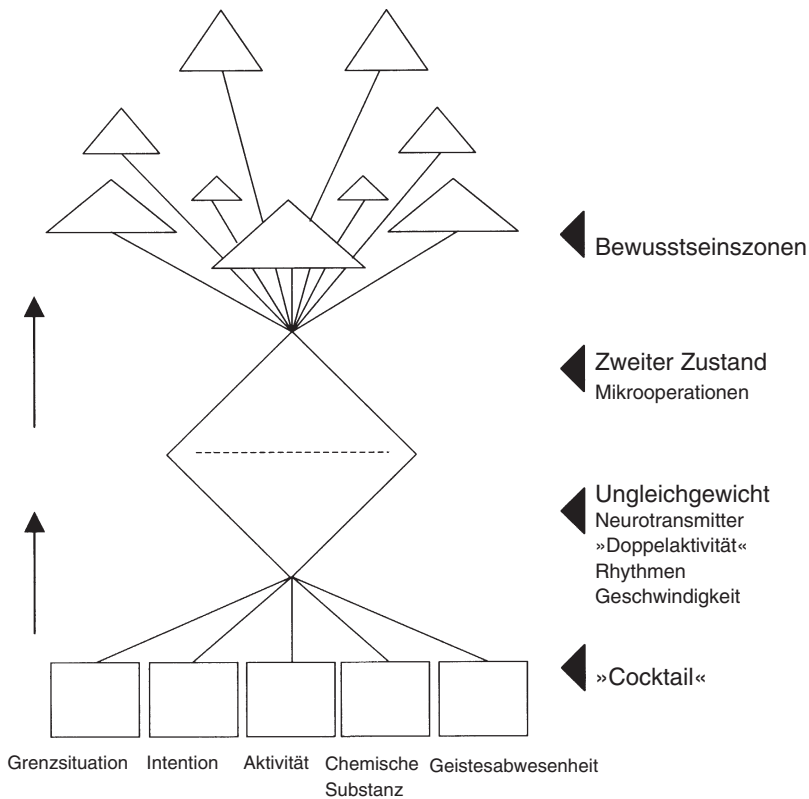 Bewusstseinszonen
Zweiter Zustand
Mikrooperationen
Ungleichgewicht
Neurotransmitter
»Doppelaktivität«
Rhythmen
Geschwindigkeit
»Cocktail«
Grenzsituation
Intention
Aktivität
Chemische
Substanz
Geistesabwesenheit